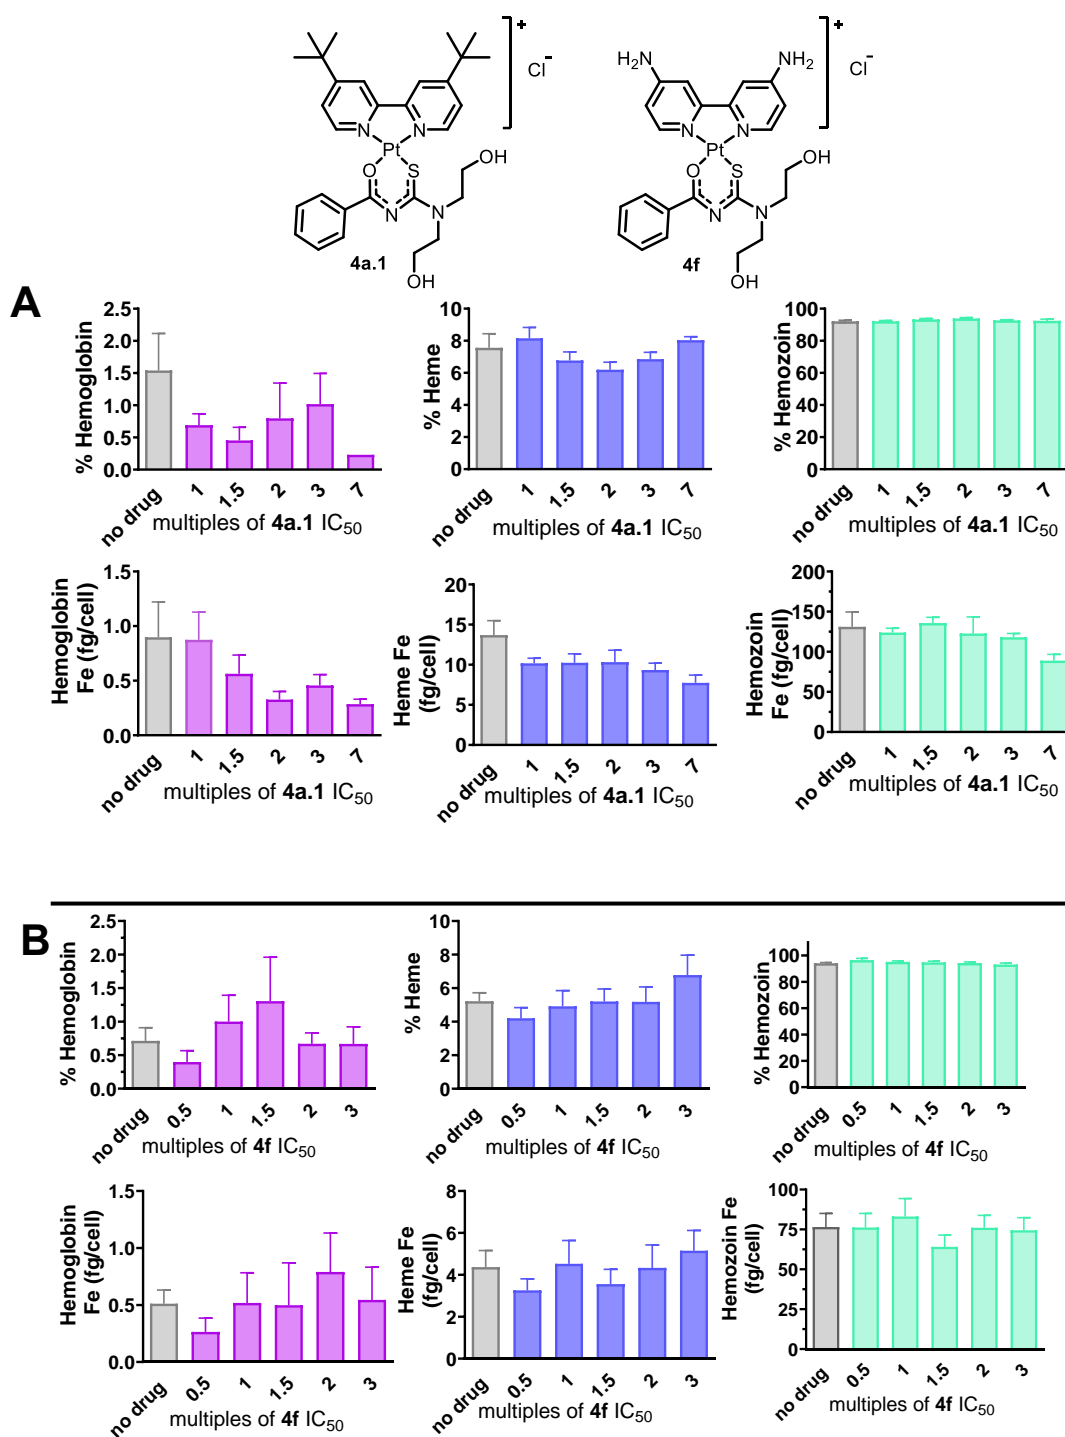 +
Cl−
N
N
Pt
O
S
N
N
OH
OH
4a.1
H2N
NH2
+
Cl−
N
N
Pt
O
S
N
N
OH
OH
4f
A
% Hemoglobin
2.5
2.0
1.5
1.0
0.5
0.0
no drug 1 1.5 2 3 7
multiples of 4a.1 IC50
% Heme
10
8
6
4
2
0
no drug 1 1.5 2 3 7
multiples of 4a.1 IC50
% Hemozoin
100
80
60
40
20
0
no drug 1 1.5 2 3 7
multiples of 4a.1 IC50
Hemoglobin
Fe (fg/cell)
1.5
1.0
0.5
0.0
no drug 1 1.5 2 3 7
multiples of 4a.1 IC50
Heme Fe
(fg/cell)
20
15
10
5
0
no drug 1 1.5 2 3 7
multiples of 4a.1 IC50
Hemozoin
Fe (fg/cell)
200
150
100
50
0
no drug 1 1.5 2 3 7
multiples of 4a.1 IC50
B
% Hemoglobin
2.5
2.0
1.5
1.0
0.5
0.0
no drug 0.5 1 1.5 2 3
multiples of 4f IC50
% Heme
10
8
6
4
2
0
no drug 0.5 1 1.5 2 3
multiples of 4f IC50
% Hemozoin
100
80
60
40
20
0
no drug 0.5 1 1.5 2 3
multiples of 4f IC50
Hemoglobin
Fe (fg/cell)
1.5
1.0
0.5
0.0
no drug 0.5 1 1.5 2 3
multiples of 4f IC50
Heme Fe
(fg/cell)
8
6
4
2
0
no drug 0.5 1 1.5 2 3
multiples of 4f IC50
Hemozoin Fe
(fg/cell)
100
75
50
25
0
no drug 0.5 1 1.5 2 3
multiples of 4f IC50